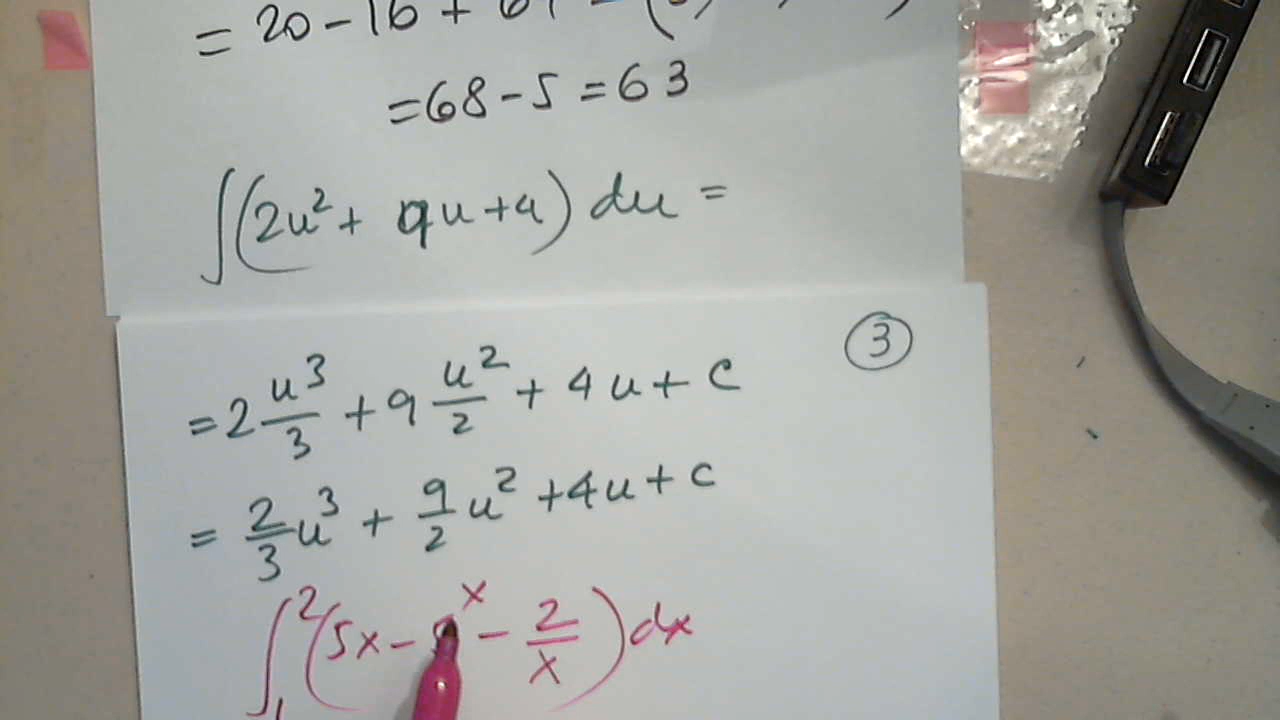 = 20 - 16 +
= 68 - 5 = 63
∫(2u² + 9u + 4) du =
③
= 2 u³/3 + 9 u²/2 + 4u + c
= 2/3 u³ + 9/2 u² + 4u + c
∫₁²(5x - ˣ - 2/x) dx